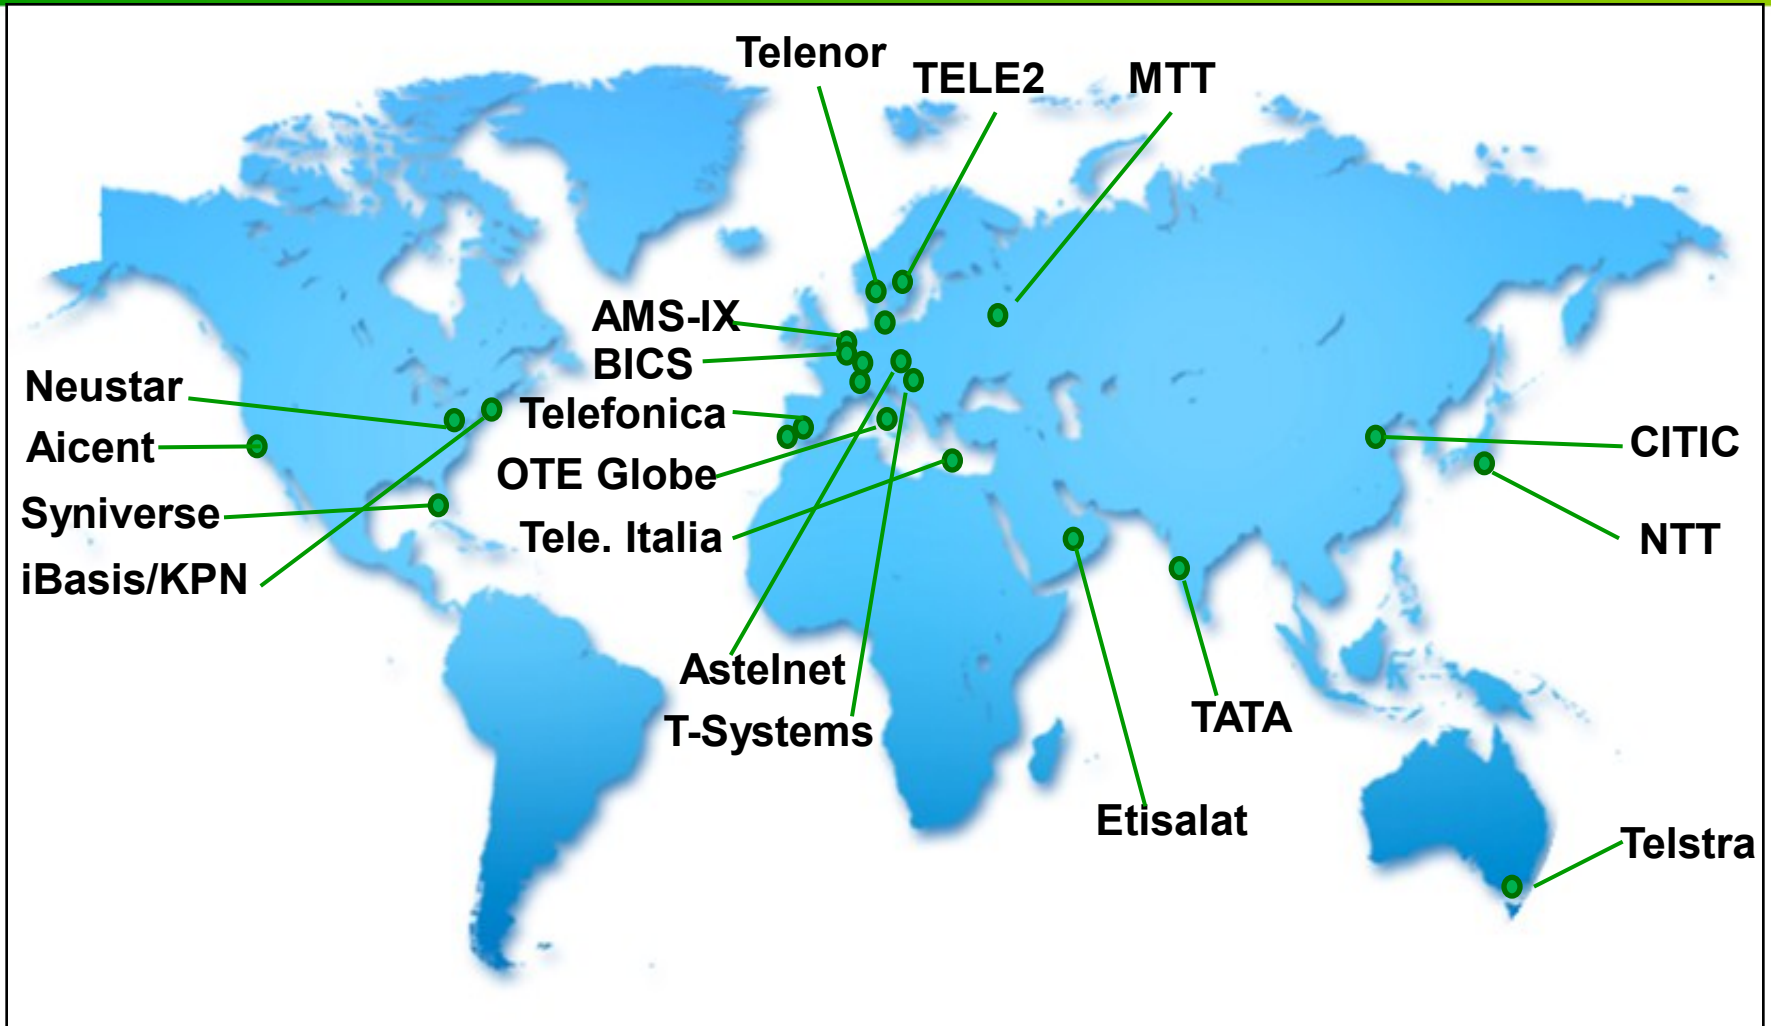 Telenor
TELE2
MTT
AMS-IX
BICS
Neustar
Telefonica
Aicent
CITIC
OTE Globe
Syniverse
Tele. Italia
NTT
iBasis/KPN
Astelnet
TATA
T-Systems
Etisalat
Telstra